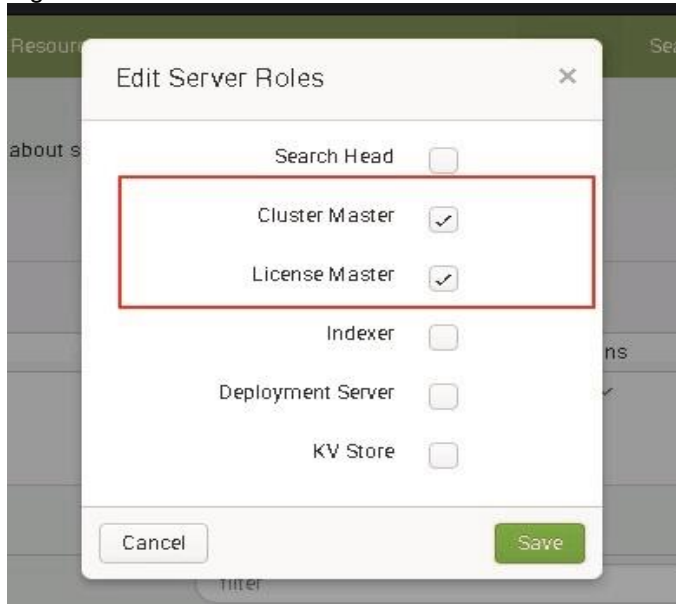 Resour
Edit Server Roles
about s
Search Head
Cluster Master
License Master
Indexer
ns
Deployment Server
KV Store
Cancel
Save
filter